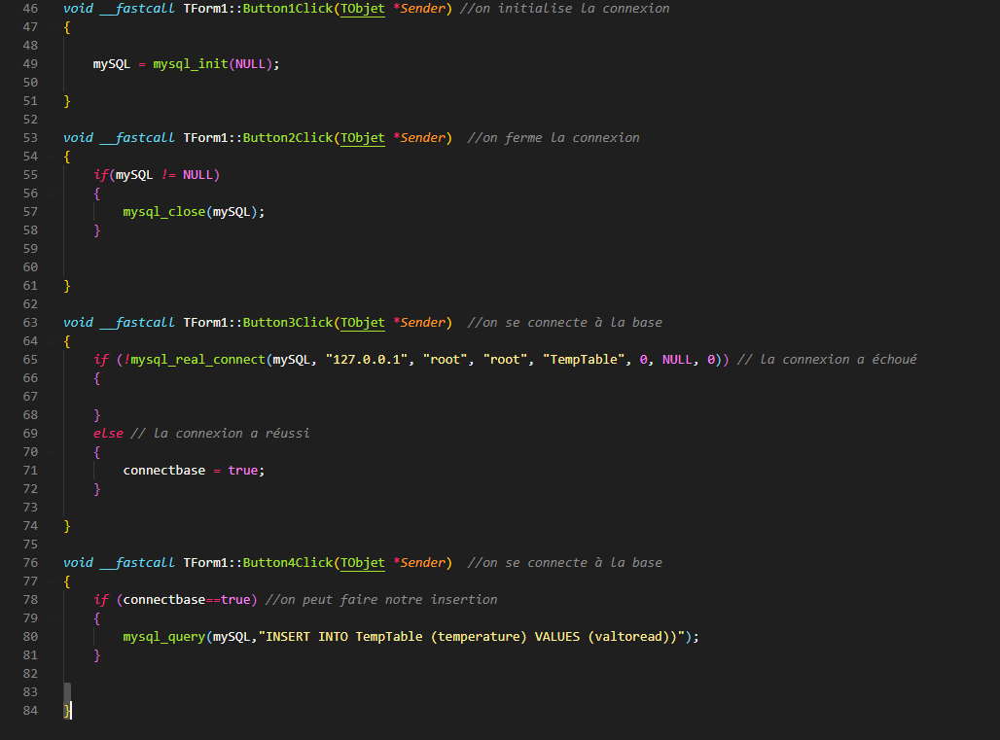 46 void __fastcall TForm1::Button1Click(TObjet *Sender) //on initialise la connexion
47 {
48
49 mySQL = mysql_init(NULL);
50
51 }
52
53 void __fastcall TForm1::Button2Click(TObjet *Sender)  //on ferme la connexion
54 {
55 if(mySQL != NULL)
56 {
57 mysql_close(mySQL);
58 }
59
60
61 }
62
63 void __fastcall TForm1::Button3Click(TObjet *Sender)  //on se connecte à la base
64 {
65 if (!mysql_real_connect(mySQL, "127.0.0.1", "root", "root", "TempTable", 0, NULL, 0)) // la connexion a échoué
66 {
67
68 }
69 else // la connexion a réussi
70 {
71 connectbase = true;
72 }
73
74 }
75
76 void __fastcall TForm1::Button4Click(TObjet *Sender)  //on se connecte à la base
77 {
78 if (connectbase==true) //on peut faire notre insertion
79 {
80 mysql_query(mySQL,"INSERT INTO TempTable (temperature) VALUES (valtoread))");
81 }
82
83
84 }